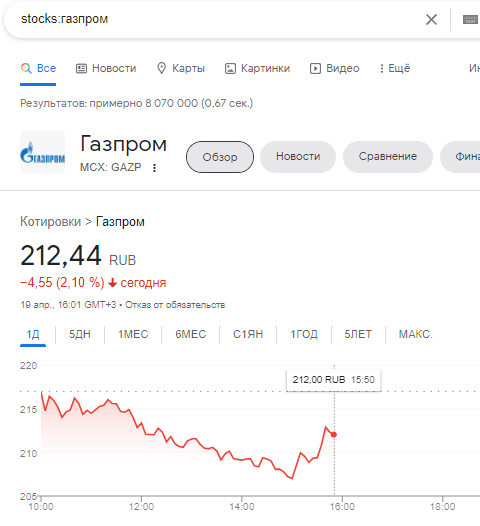 stocks:газпром
Все Новости Карты Картинки Видео Ещё Ин
Результатов: примерно 8 070 000 (0,67 сек.)
ГАЗПРОМ
Газпром
MCX: GAZP
Обзор Новости Сравнение Фина
Котировки > Газпром
212,44 RUB
−4,55 (2,10 %) сегодня
19 апр., 16:01 GMT+3 • Отказ от обязательств
1Д 5ДН 1МЕС 6МЕС С1ЯН 1ГОД 5ЛЕТ МАКС.
220
212,00 RUB 15:50
215
210
205
10:00 12:00 14:00 16:00 18:00